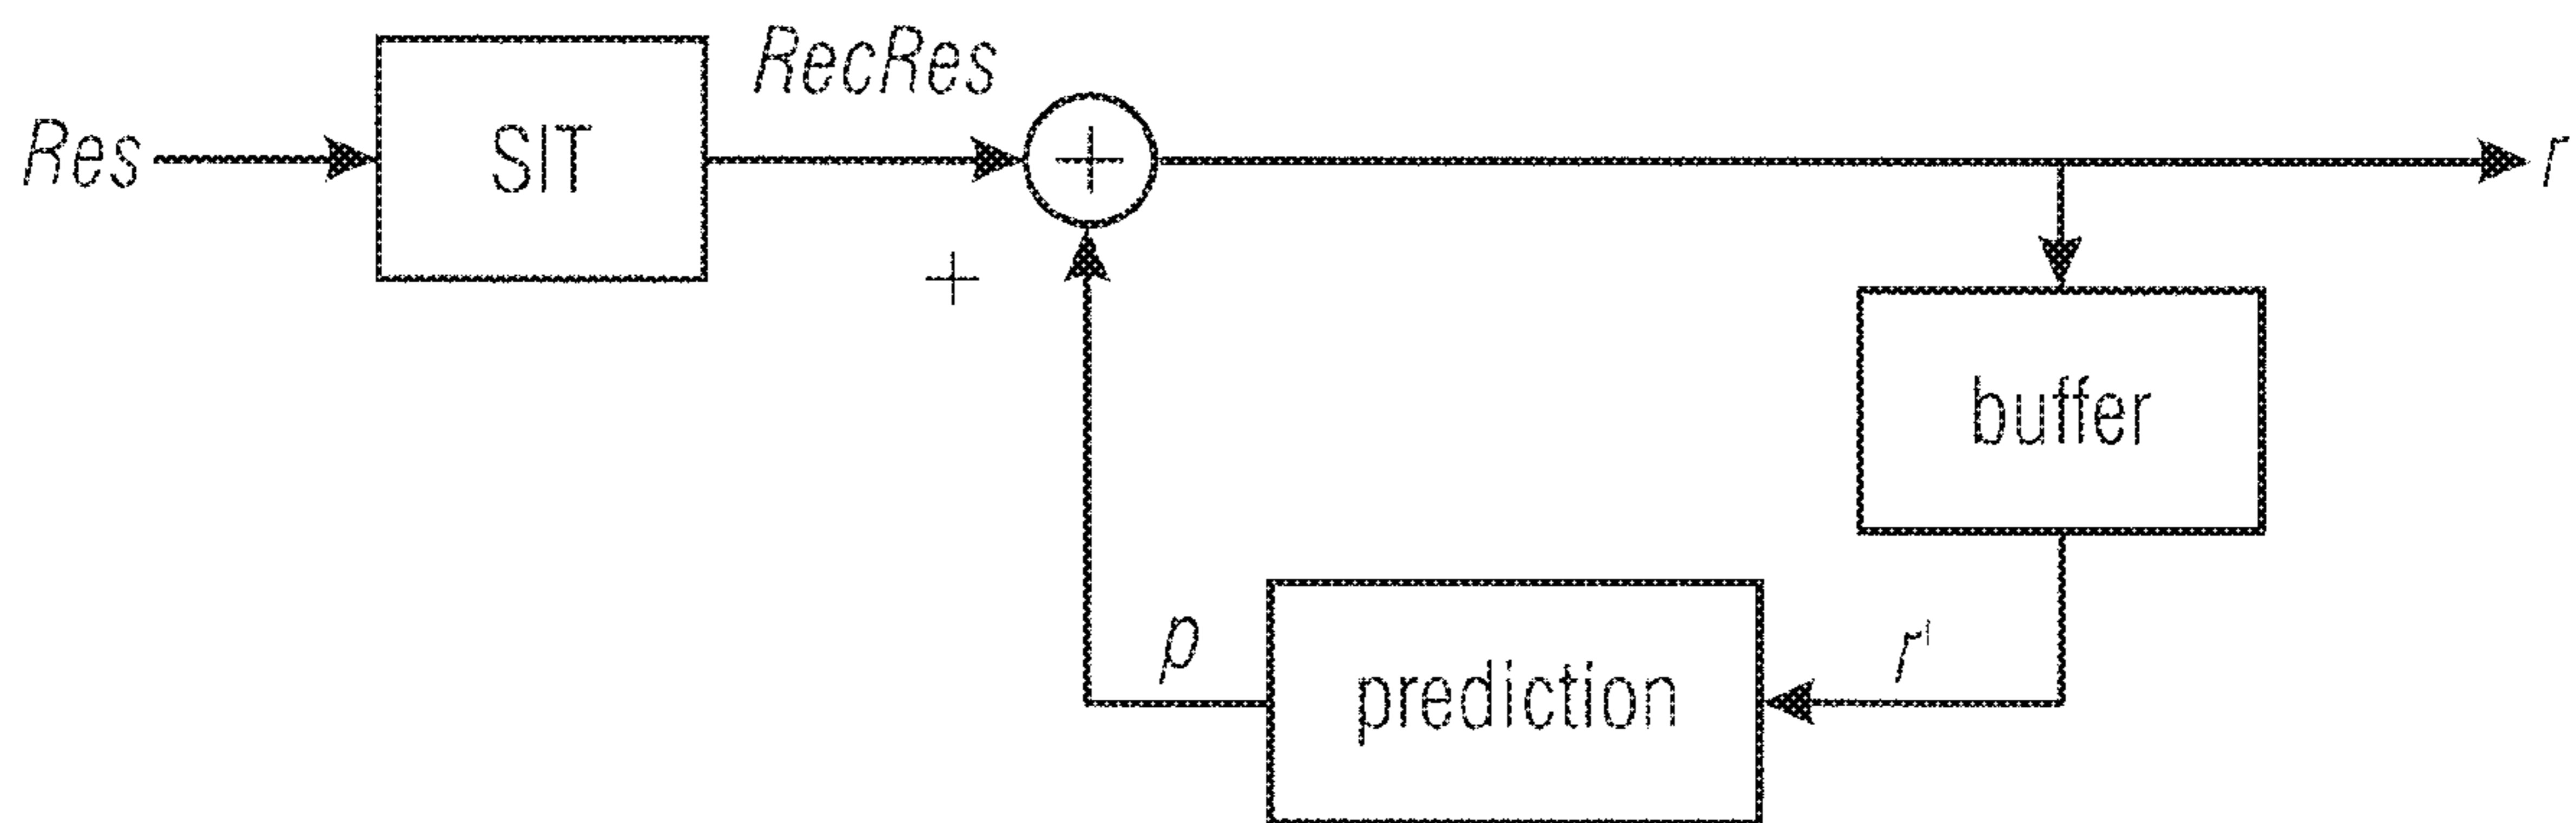 RecRes
Res
SIT
+
r
+
buffer
p
r'
prediction